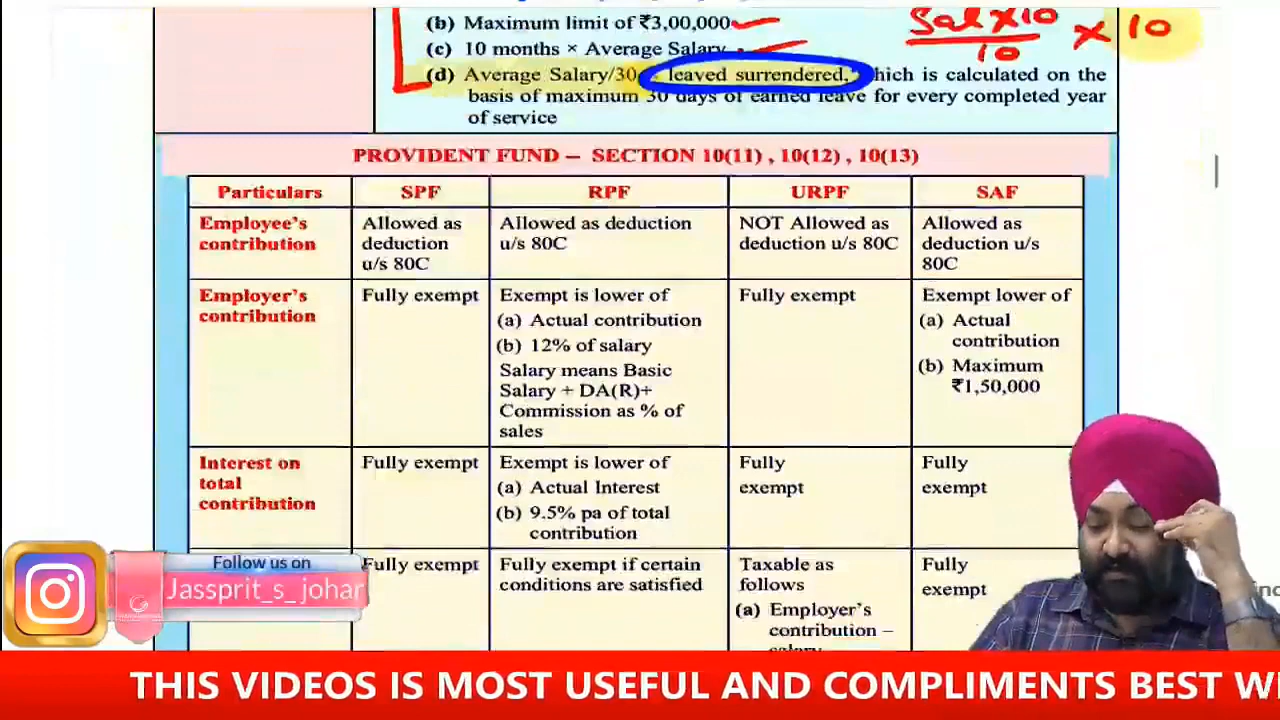 (b) Maximum limit of ₹3,00,000
Sal x 10
10
x 10
(c) 10 months × Average Salary
(d) Average Salary/30 leaved surrendered, which is calculated on the
basis of maximum 30 days of earned leave for every completed year
of service
PROVIDENT FUND – SECTION 10(11) , 10(12) , 10(13)
Particulars SPF RPF URPF SAF
Employee's
contribution
Allowed as
deduction
u/s 80C
Allowed as deduction
u/s 80C
NOT Allowed as
deduction u/s 80C
Allowed as
deduction u/s
80C
Employer's
contribution
Fully exempt
Exempt is lower of
(a) Actual contribution
(b) 12% of salary
Salary means Basic
Salary + DA(R)+
Commission as % of
sales
Fully exempt
Exempt lower of
(a) Actual
contribution
(b) Maximum
₹1,50,000
Interest on
total
contribution
Fully exempt
Exempt is lower of
(a) Actual Interest
(b) 9.5% pa of total
contribution
Fully
exempt
Fully
exempt
Fully exempt
Fully exempt if certain
conditions are satisfied
Taxable as
follows
(a) Employer's
contribution –
salary
Fully
exempt
Follow us on
Jassprit_s_johar
THIS VIDEOS IS MOST USEFUL AND COMPLIMENTS BEST W